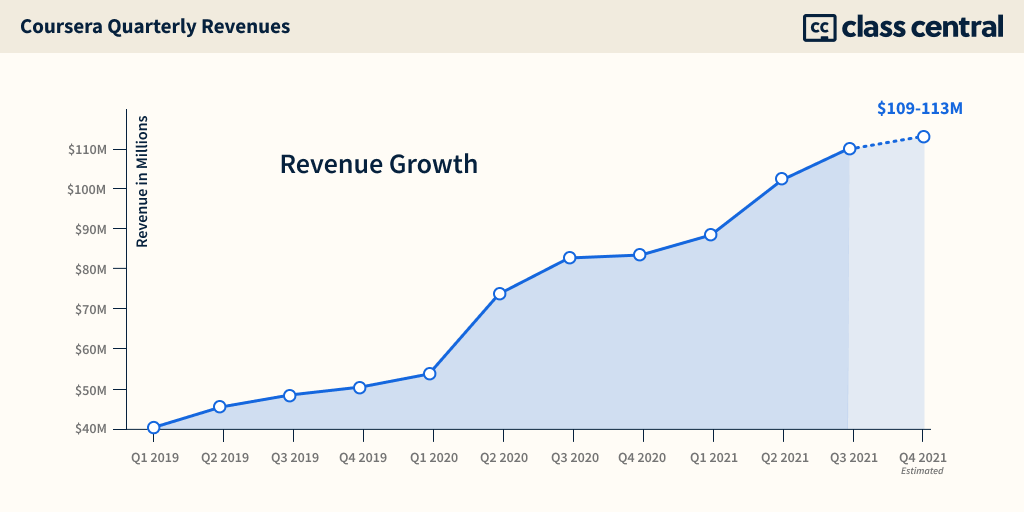 Coursera Quarterly Revenues
cc class central
$109-113M
Revenue Growth
Revenue in Millions
$110M
$100M
$90M
$80M
$70M
$60M
$50M
$40M
Q1 2019 Q2 2019 Q3 2019 Q4 2019 Q1 2020 Q2 2020 Q3 2020 Q4 2020 Q1 2021 Q2 2021 Q3 2021 Q4 2021
Estimated